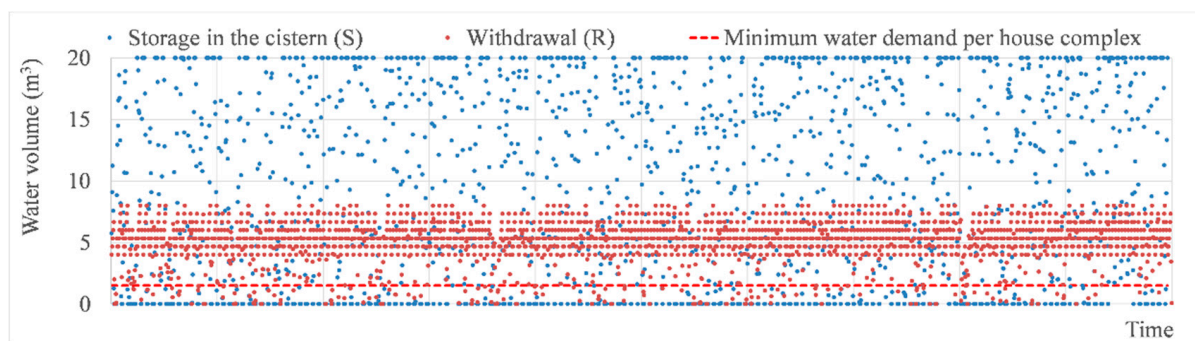 Storage in the cistern (S) Withdrawal (R) Minimum water demand per house complex
Water volume (m³)
20
15
10
5
0
Time